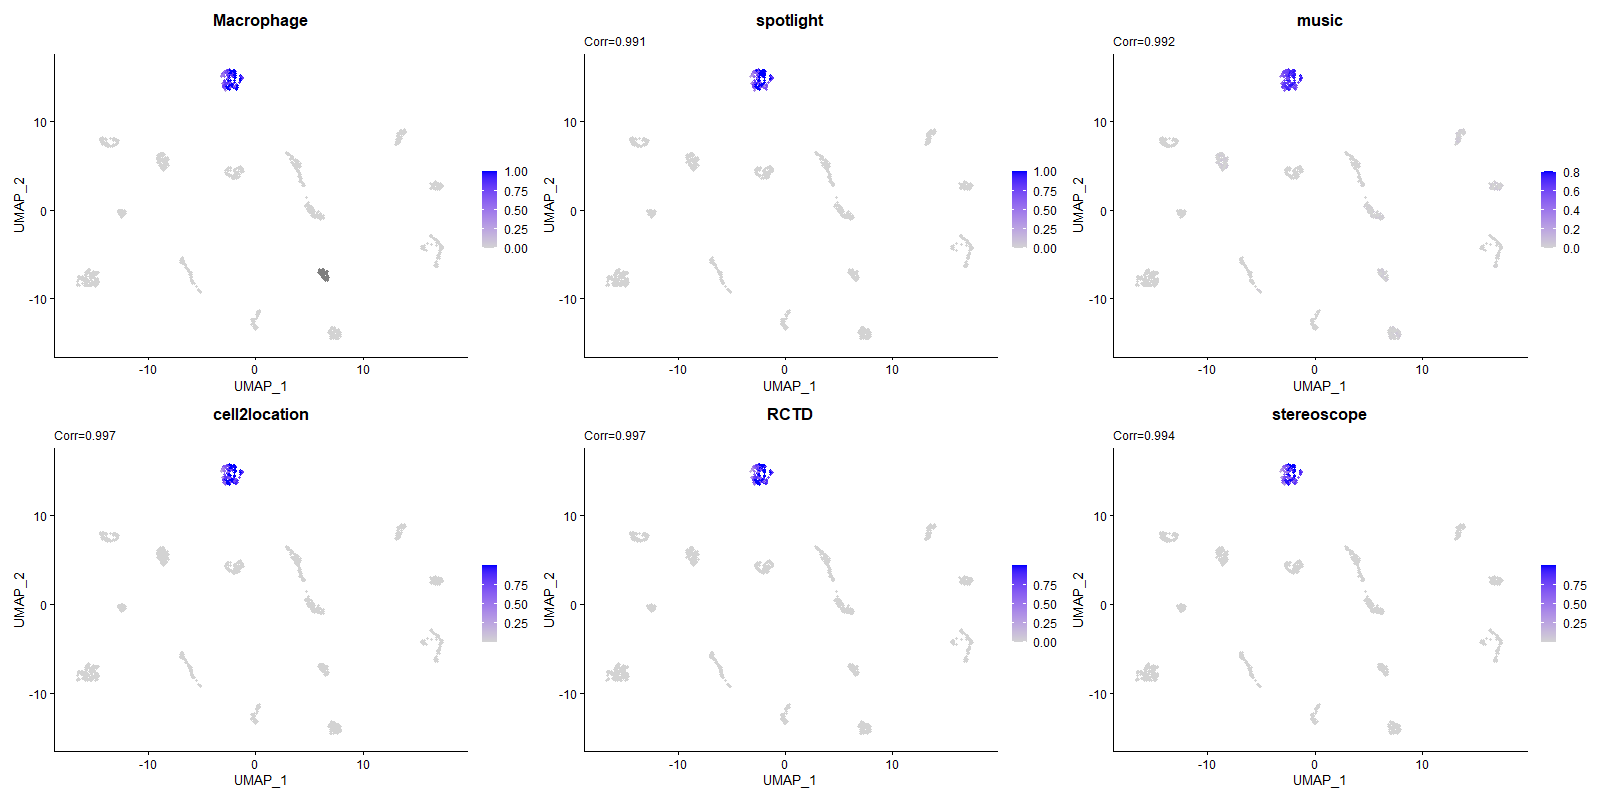 Macrophage
10
0
-10
UMAP_2
-10
0
10
UMAP_1
1.00
0.75
0.50
0.25
0.00
spotlight
Corr=0.991
10
0
-10
UMAP_2
-10
0
10
UMAP_1
1.00
0.75
0.50
0.25
0.00
music
Corr=0.992
10
0
-10
UMAP_2
-10
0
10
UMAP_1
0.8
0.6
0.4
0.2
0.0
cell2location
Corr=0.997
10
0
-10
UMAP_2
-10
0
10
UMAP_1
0.75
0.50
0.25
RCTD
Corr=0.997
10
0
-10
UMAP_2
-10
0
10
UMAP_1
0.75
0.50
0.25
0.00
stereoscope
Corr=0.994
10
0
-10
UMAP_2
-10
0
10
UMAP_1
0.75
0.50
0.25